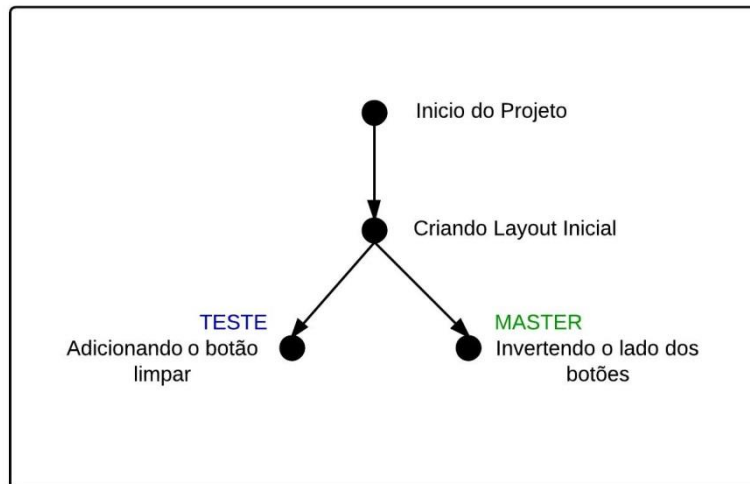 Inicio do Projeto
Criando Layout Inicial
TESTE
Adicionando o botão
limpar
MASTER
Invertendo o lado dos
botões